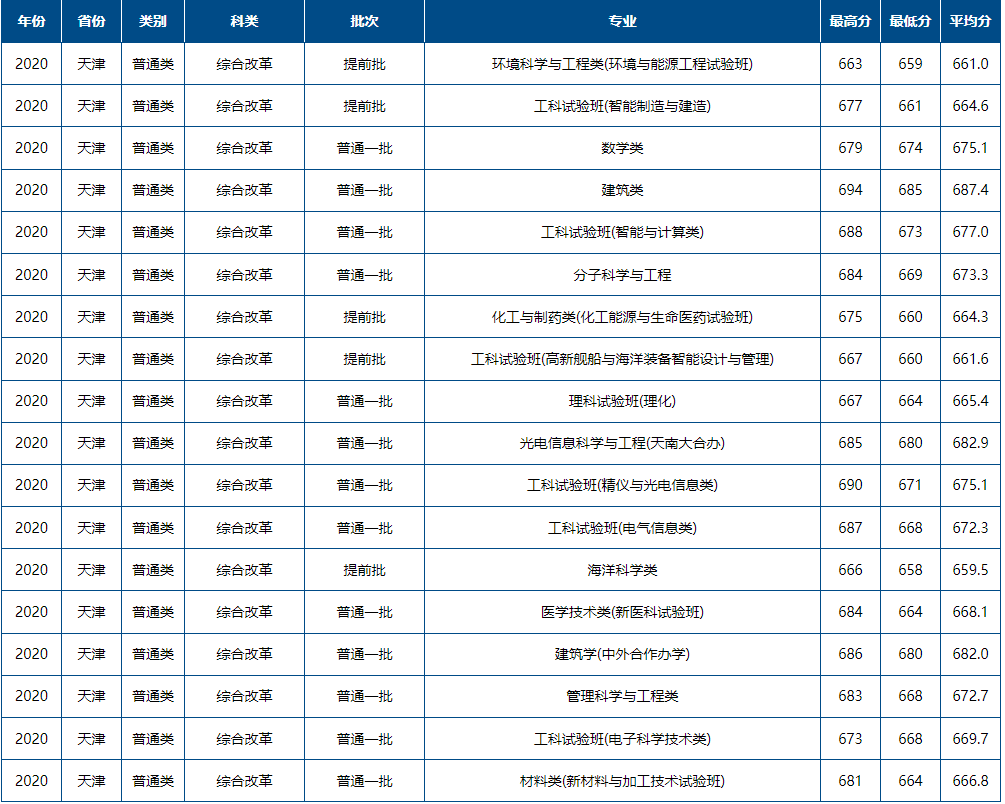 年份 省份 类别 科类 批次 专业 最高分 最低分 平均分
2020 天津 普通类 综合改革 提前批 环境科学与工程类(环境与能源工程试验班) 663 659 661.0
2020 天津 普通类 综合改革 提前批 工科试验班(智能制造与建造) 677 661 664.6
2020 天津 普通类 综合改革 普通一批 数学类 679 674 675.1
2020 天津 普通类 综合改革 普通一批 建筑类 694 685 687.4
2020 天津 普通类 综合改革 普通一批 工科试验班(智能与计算类) 688 673 677.0
2020 天津 普通类 综合改革 普通一批 分子科学与工程 684 669 673.3
2020 天津 普通类 综合改革 提前批 化工与制药类(化工能源与生命医药试验班) 675 660 664.3
2020 天津 普通类 综合改革 提前批 工科试验班(高新舰船与海洋装备智能设计与管理) 667 660 661.6
2020 天津 普通类 综合改革 普通一批 理科试验班(理化) 667 664 665.4
2020 天津 普通类 综合改革 普通一批 光电信息科学与工程(天南大合办) 685 680 682.9
2020 天津 普通类 综合改革 普通一批 工科试验班(精仪与光电信息类) 690 671 675.1
2020 天津 普通类 综合改革 普通一批 工科试验班(电气信息类) 687 668 672.3
2020 天津 普通类 综合改革 提前批 海洋科学类 666 658 659.5
2020 天津 普通类 综合改革 普通一批 医学技术类(新医科试验班) 684 664 668.1
2020 天津 普通类 综合改革 普通一批 建筑学(中外合作办学) 686 680 682.0
2020 天津 普通类 综合改革 普通一批 管理科学与工程类 683 668 672.7
2020 天津 普通类 综合改革 普通一批 工科试验班(电子科学技术类) 673 668 669.7
2020 天津 普通类 综合改革 普通一批 材料类(新材料与加工技术试验班) 681 664 666.8